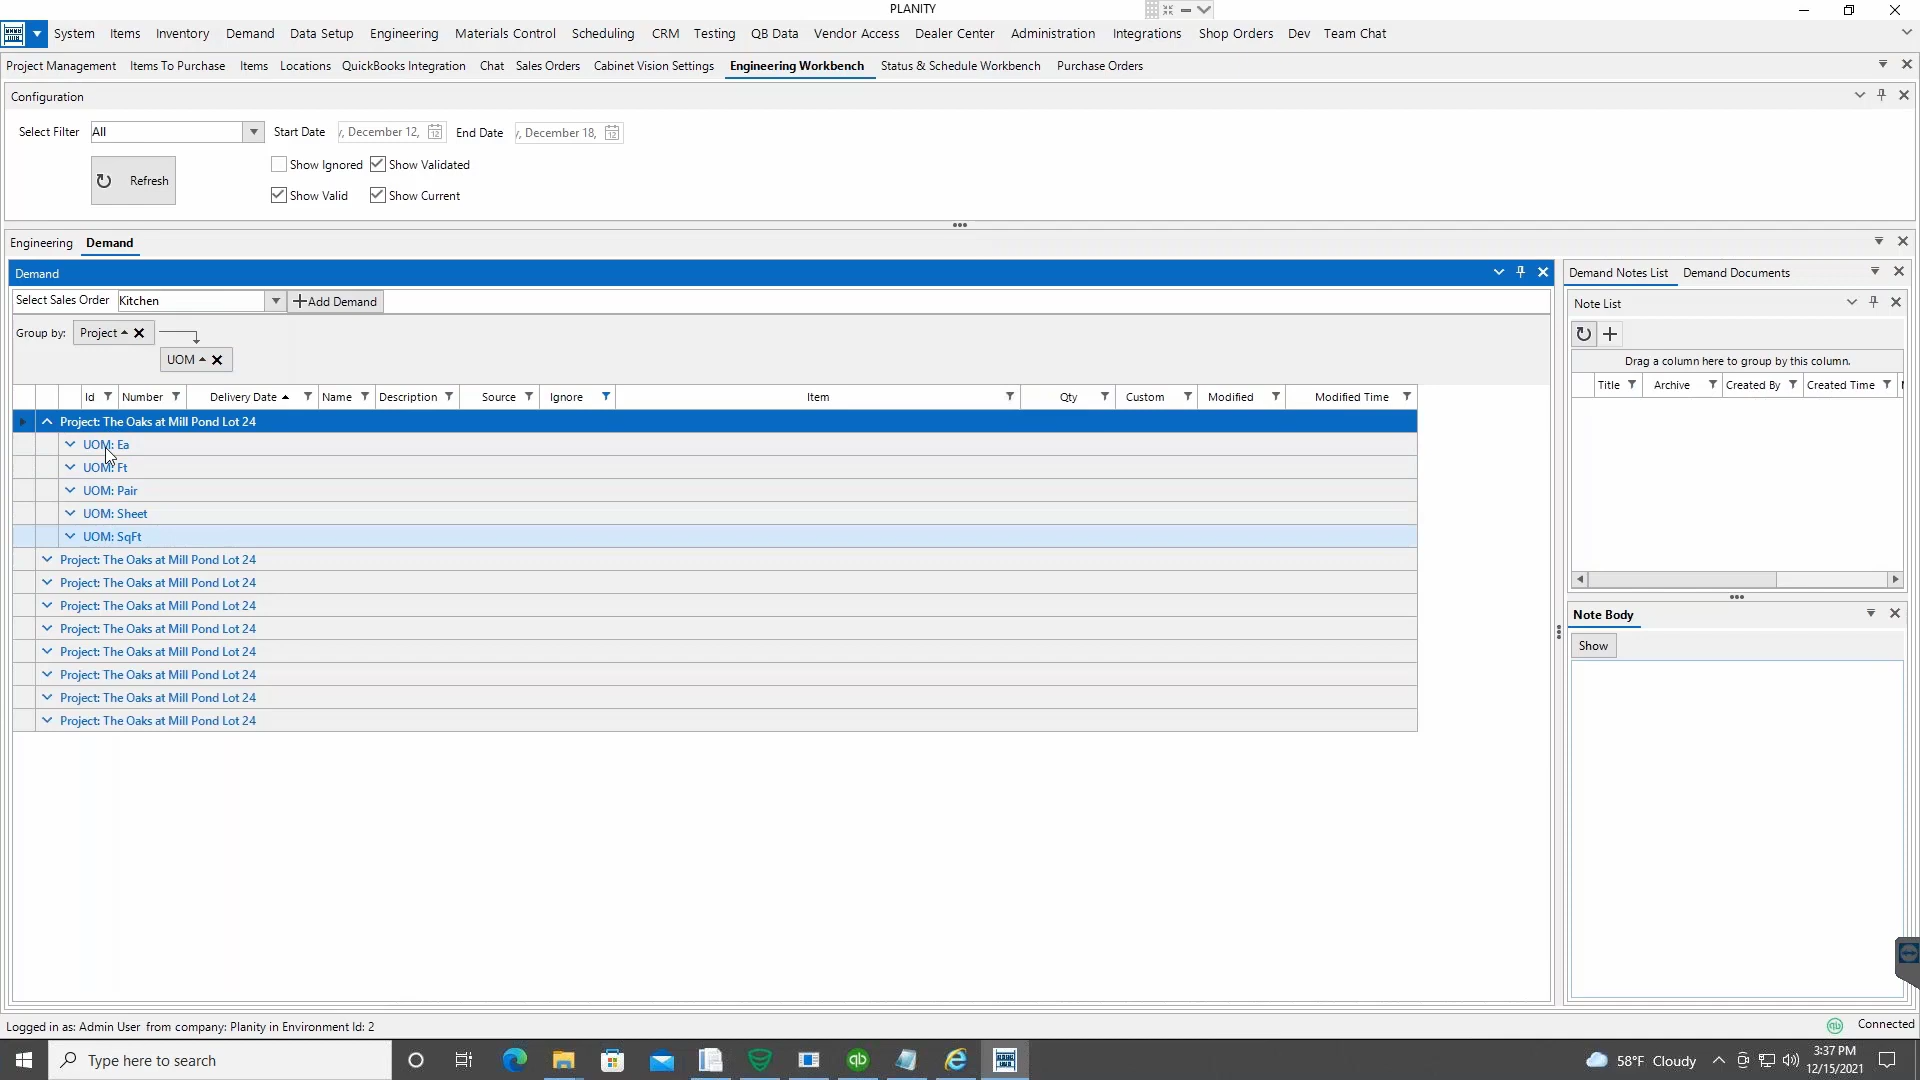 PLANITY
System Items Inventory Demand Data Setup Engineering Materials Control Scheduling CRM Testing QB Data Vendor Access Dealer Center Administration Integrations Shop Orders Dev Team Chat
Project Management Items To Purchase Items Locations QuickBooks Integration Chat Sales Orders Cabinet Vision Settings Engineering Workbench Status & Schedule Workbench Purchase Orders
Configuration
Select Filter All Start Date , December 12, End Date , December 18,
Refresh Show Ignored Show Validated
Show Valid Show Current
Engineering Demand
Demand
Select Sales Order Kitchen Add Demand
Group by: Project
UOM
Id Number Delivery Date Name Description Source Ignore Item Qty Custom Modified Modified Time
Project: The Oaks at Mill Pond Lot 24
UOM: Ea
UOM: Ft
UOM: Pair
UOM: Sheet
UOM: SqFt
Project: The Oaks at Mill Pond Lot 24
Project: The Oaks at Mill Pond Lot 24
Project: The Oaks at Mill Pond Lot 24
Project: The Oaks at Mill Pond Lot 24
Project: The Oaks at Mill Pond Lot 24
Project: The Oaks at Mill Pond Lot 24
Project: The Oaks at Mill Pond Lot 24
Project: The Oaks at Mill Pond Lot 24
Demand Notes List Demand Documents
Note List
Drag a column here to group by this column.
Title Archive Created By Created Time
Note Body
Show
Logged in as: Admin User from company: Planity in Environment Id: 2
Connected
Type here to search
58°F Cloudy
3:37 PM
12/15/2021